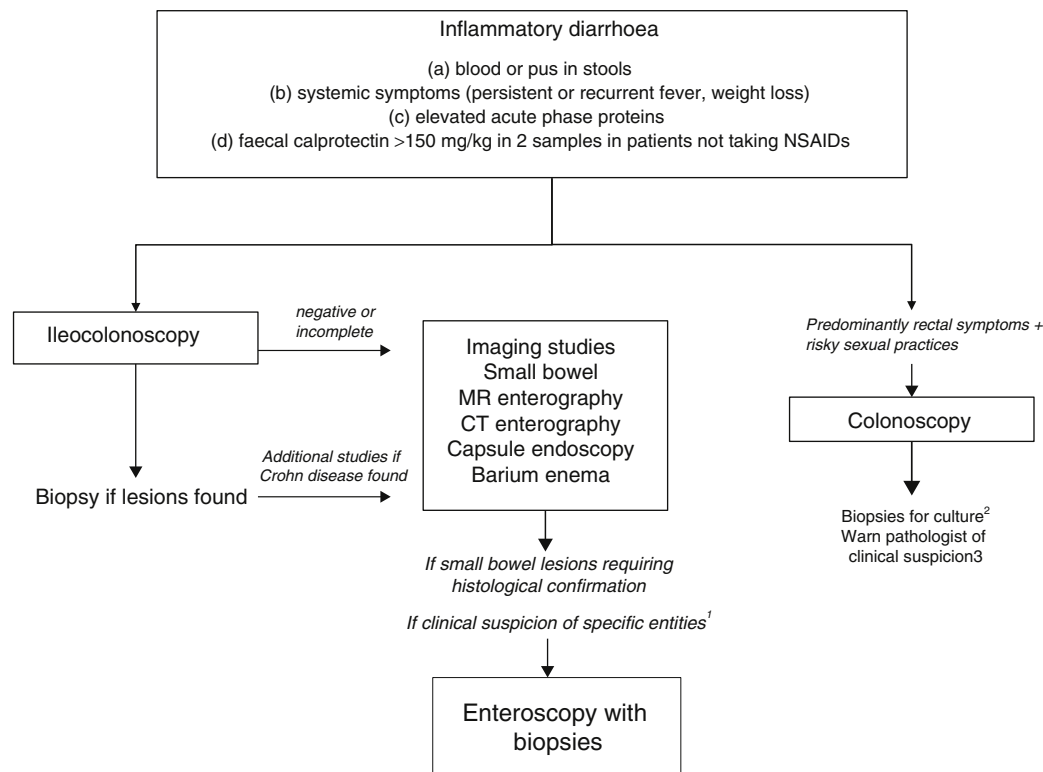 Inflammatory diarrhoea
(a) blood or pus in stools
(b) systemic symptoms (persistent or recurrent fever, weight loss)
(c) elevated acute phase proteins
(d) faecal calprotectin >150 mg/kg in 2 samples in patients not taking NSAIDs
Ileocolonoscopy
negative or
incomplete
Biopsy if lesions found
Additional studies if
Crohn disease found
Imaging studies
Small bowel
MR enterography
CT enterography
Capsule endoscopy
Barium enema
If small bowel lesions requiring
histological confirmation
If clinical suspicion of specific entities¹
Enteroscopy with
biopsies
Predominantly rectal symptoms +
risky sexual practices
Colonoscopy
Biopsies for culture²
Warn pathologist of
clinical suspicion3